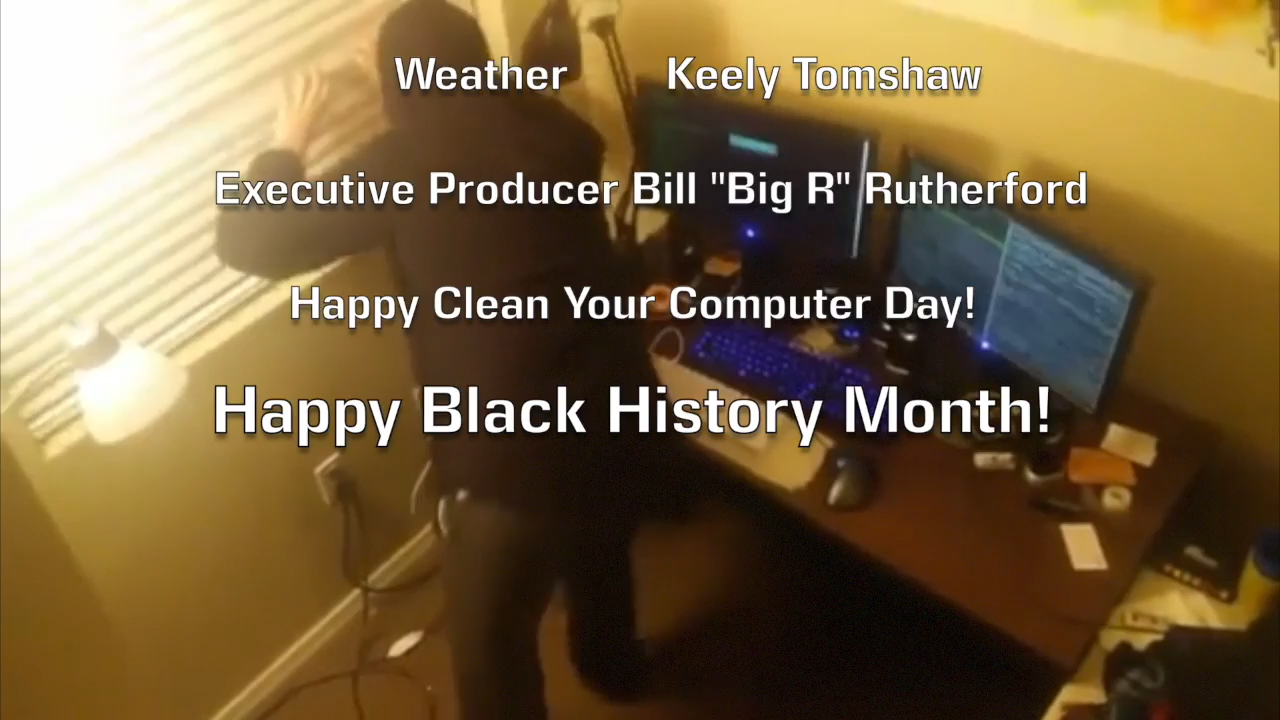 Weather Keely Tomshaw
Executive Producer Bill "Big R" Rutherford
Happy Clean Your Computer Day!
Happy Black History Month!